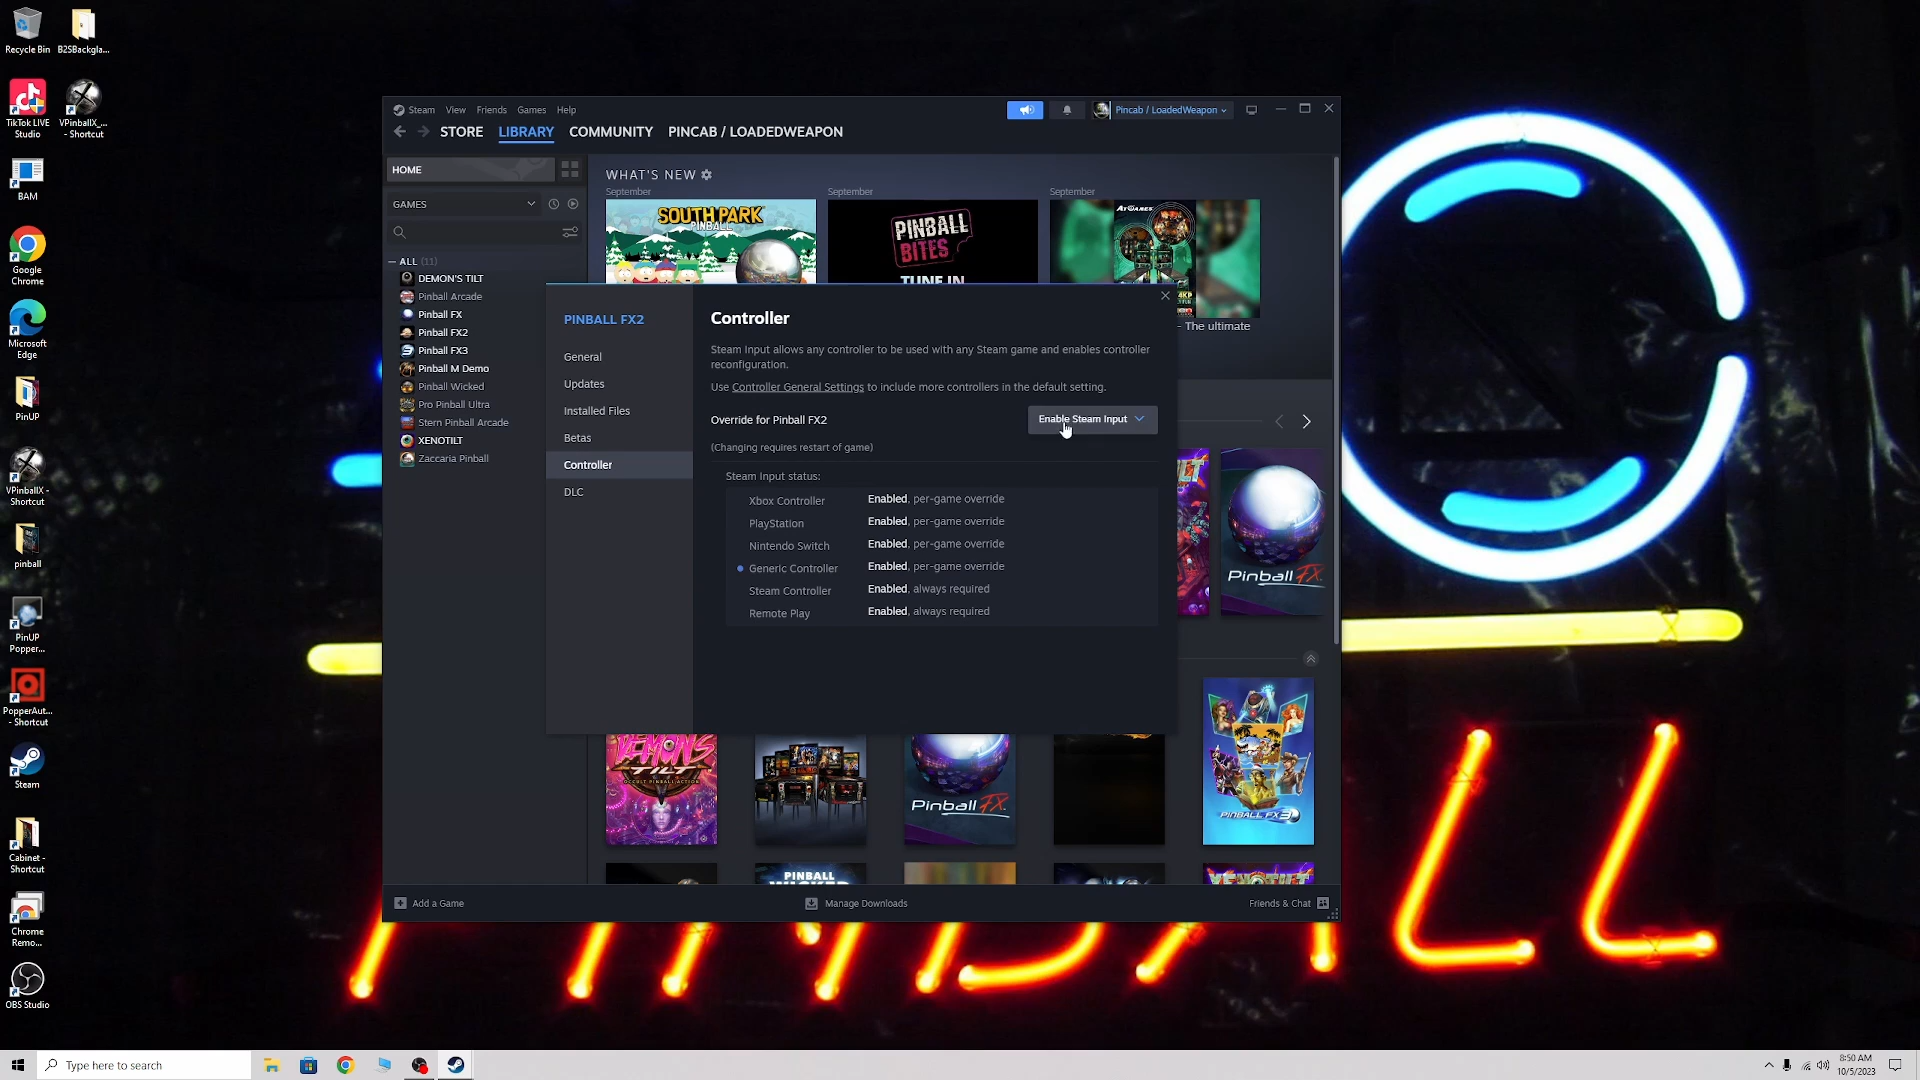 Recycle Bin
B2SBackgla...
TikTok LIVE
Studio
VPinballX_...
- Shortcut
BAM
Google
Chrome
Microsoft
Edge
PinUP
VPinballX -
Shortcut
pinball
PinUP
Popper...
PopperAut...
- Shortcut
Steam
Cabinet -
Shortcut
Chrome
Remo...
OBS Studio
Steam View Friends Games Help
Pincab / LoadedWeapon
STORE LIBRARY COMMUNITY PINCAB / LOADEDWEAPON
HOME
GAMES
ALL (11)
DEMON'S TILT
Pinball Arcade
Pinball FX
Pinball FX2
Pinball FX3
Pinball M Demo
Pinball Wicked
Pro Pinball Ultra
Stern Pinball Arcade
XENOTILT
Zaccaria Pinball
WHAT'S NEW
September
September
September
SOUTH PARK
PINBALL
PINBALL
BITES
TUNE IN
ATGAMES
- The ultimate
PINBALL FX2
General
Updates
Installed Files
Betas
Controller
DLC
Controller
Steam Input allows any controller to be used with any Steam game and enables controller
reconfiguration.
Use Controller General Settings to include more controllers in the default setting.
Override for Pinball FX2
Enable Steam Input
(Changing requires restart of game)
Steam Input status:
Xbox Controller Enabled, per-game override
PlayStation Enabled, per-game override
Nintendo Switch Enabled, per-game override
Generic Controller Enabled, per-game override
Steam Controller Enabled, always required
Remote Play Enabled, always required
Pinball FX
DEMON'S
TILT
OCCULT PINBALL ACTION
Pinball FX
PINBALL FX3
PINBALL
WICKED
XENOTILT
Add a Game
Manage Downloads
Friends & Chat
PINBALL
Type here to search
8:50 AM
10/5/2023